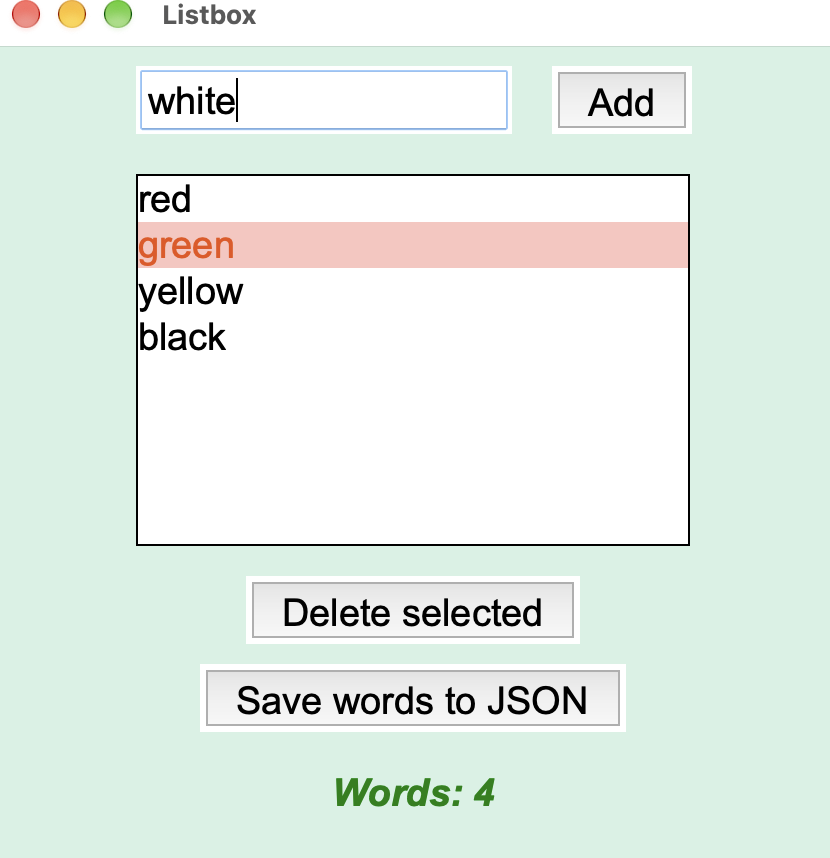 Listbox
white
Add
red
green
yellow
black
Delete selected
Save words to JSON
Words: 4